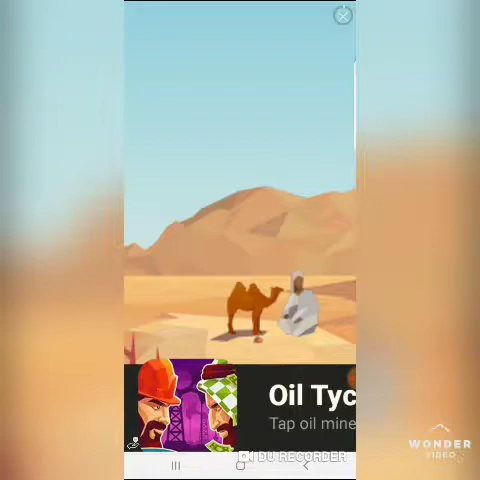 Oil Tyc
Tap oil mine
DU RECORDER
WONDER
VIDEO